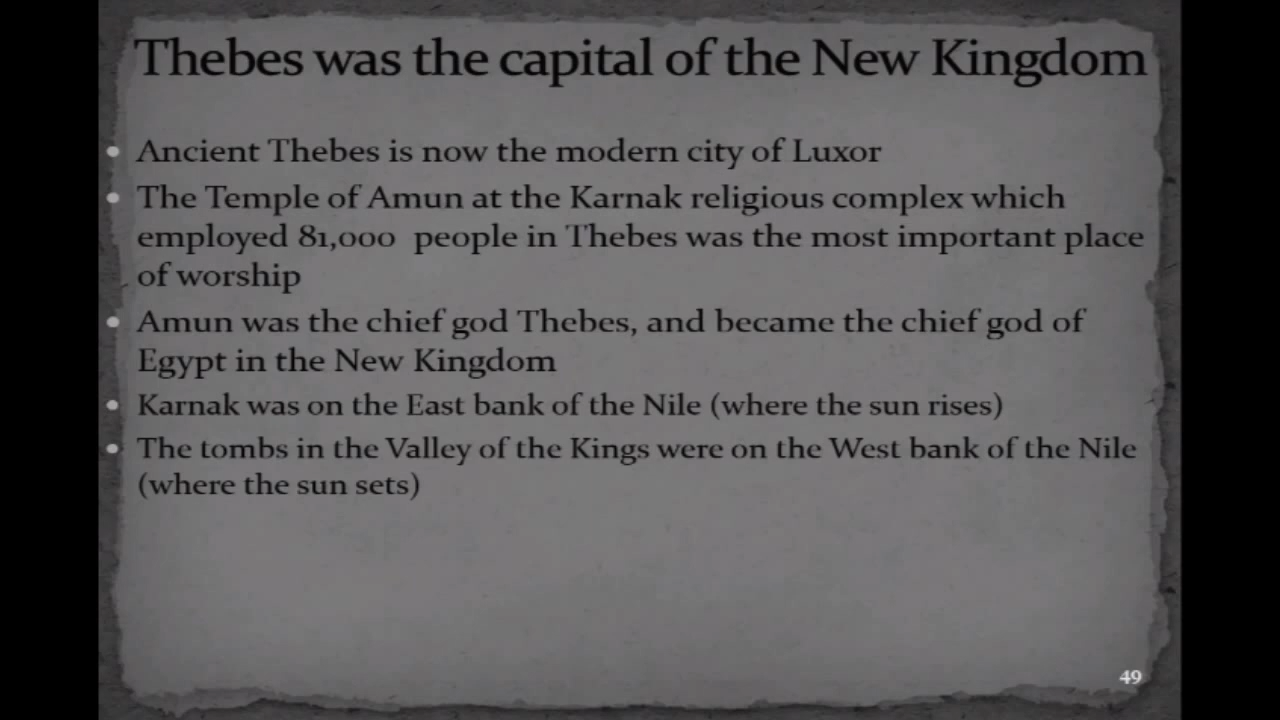 Thebes was the capital of the New Kingdom
• Ancient Thebes is now the modern city of Luxor
• The Temple of Amun at the Karnak religious complex which
employed 81,000 people in Thebes was the most important place
of worship
• Amun was the chief god Thebes, and became the chief god of
Egypt in the New Kingdom
• Karnak was on the East bank of the Nile (where the sun rises)
• The tombs in the Valley of the Kings were on the West bank of the Nile
(where the sun sets)
49